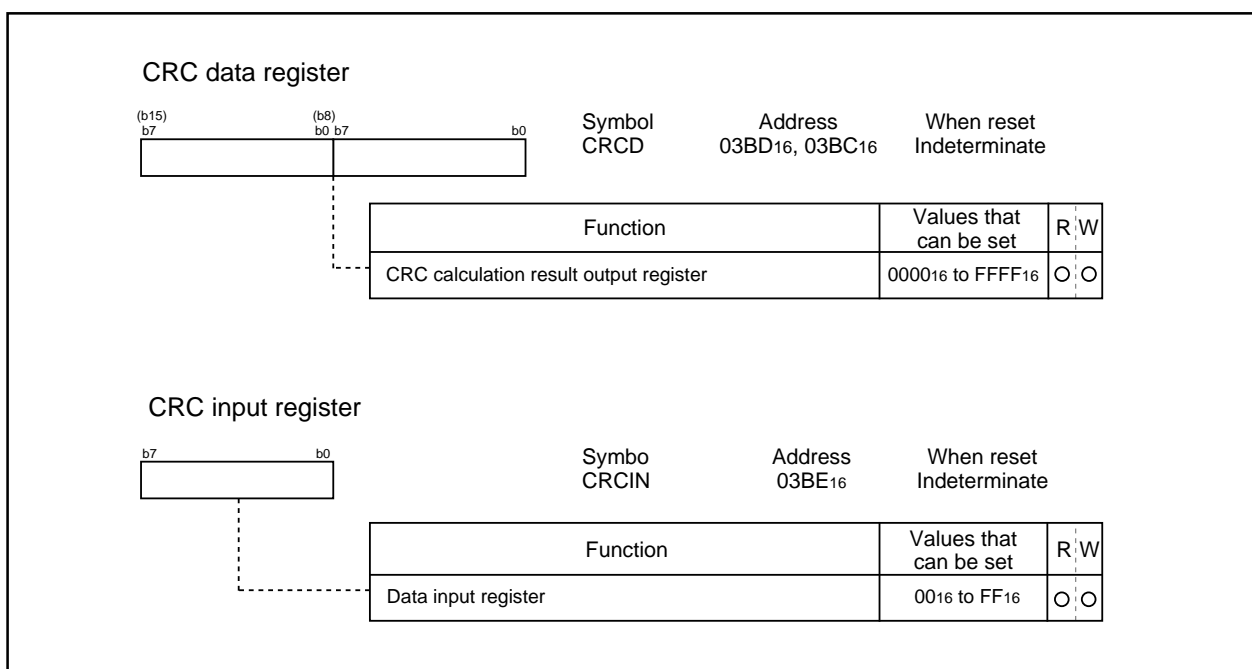 CRC data register
(b15) (b8)
b7 b0 b7 b0
Symbol Address When reset
CRCD 03BD16, 03BC16 Indeterminate
Function Values that can be set R W
CRC calculation result output register 000016 to FFFF16 O O
CRC input register
b7 b0
Symbo Address When reset
CRCIN 03BE16 Indeterminate
Function Values that can be set R W
Data input register 0016 to FF16 O O